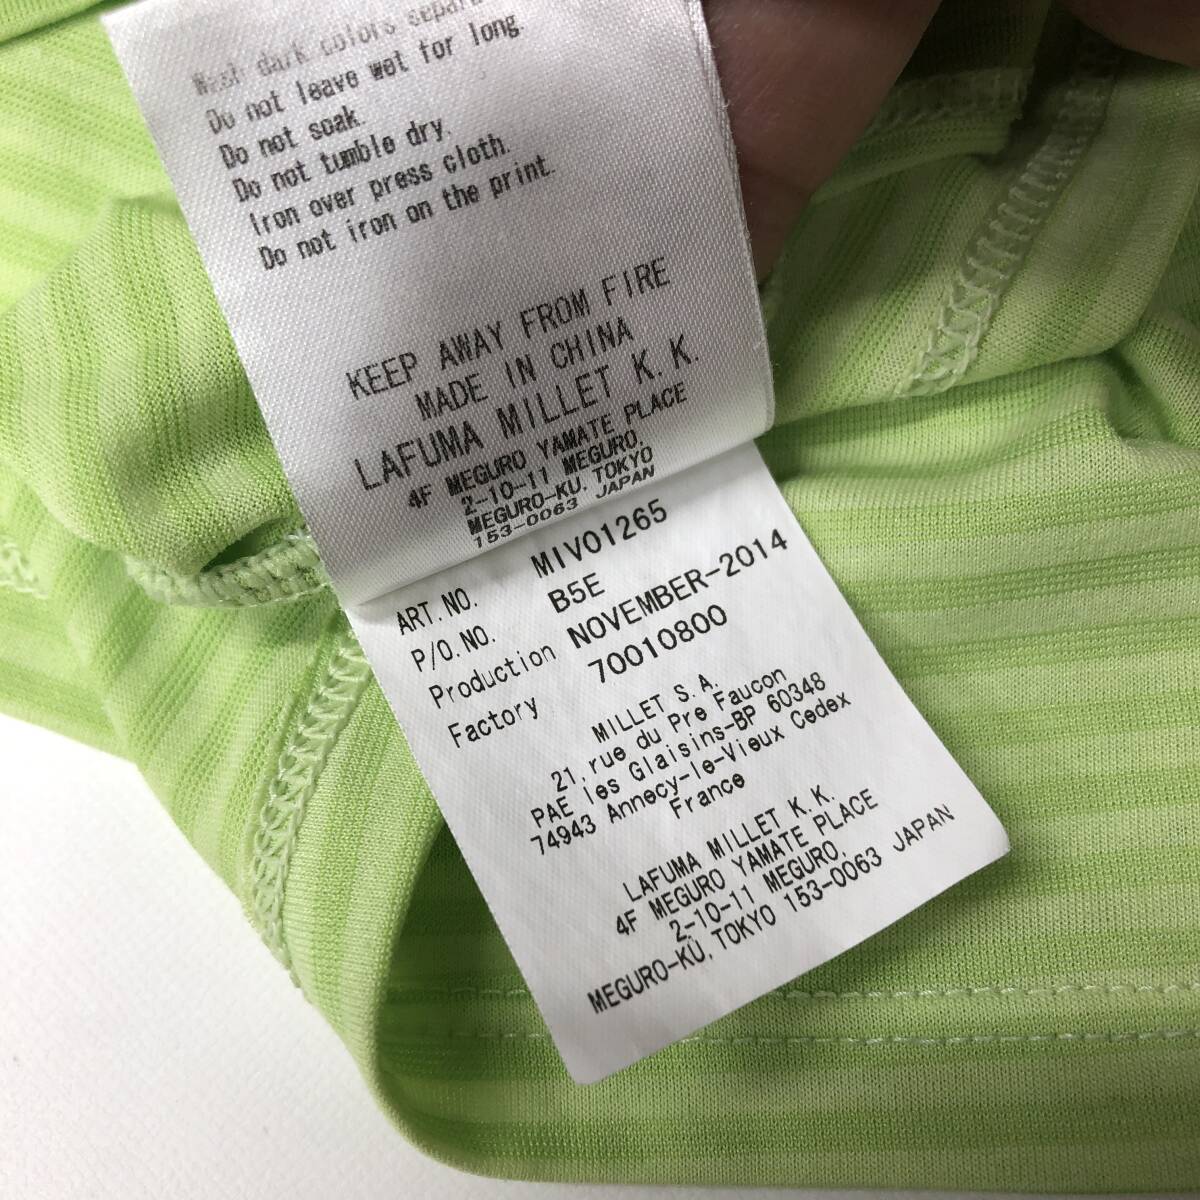 Wash dark colors separa
Do not leave wet for long.
Do not soak.
Do not tumble dry.
Iron over press cloth.
Do not iron on the print.
KEEP AWAY FROM FIRE
MADE IN CHINA
LAFUMA MILLET K.K.
4F MEGURO YAMATE PLACE
2-10-11 MEGURO,
MEGURO-KU, TOKYO
153-0063 JAPAN
ART.NO. MIV01265
P/O.NO. B5E
Production NOVEMBER-2014
Factory 70010800
MILLET S.A.
21, rue du Pre Faucon
PAE les Glaisins-BP 60348
74943 Annecy-le-Vieux Cedex
France
LAFUMA MILLET K.K.
4F MEGURO YAMATE PLACE
2-10-11 MEGURO,
MEGURO-KU, TOKYO 153-0063 JAPAN